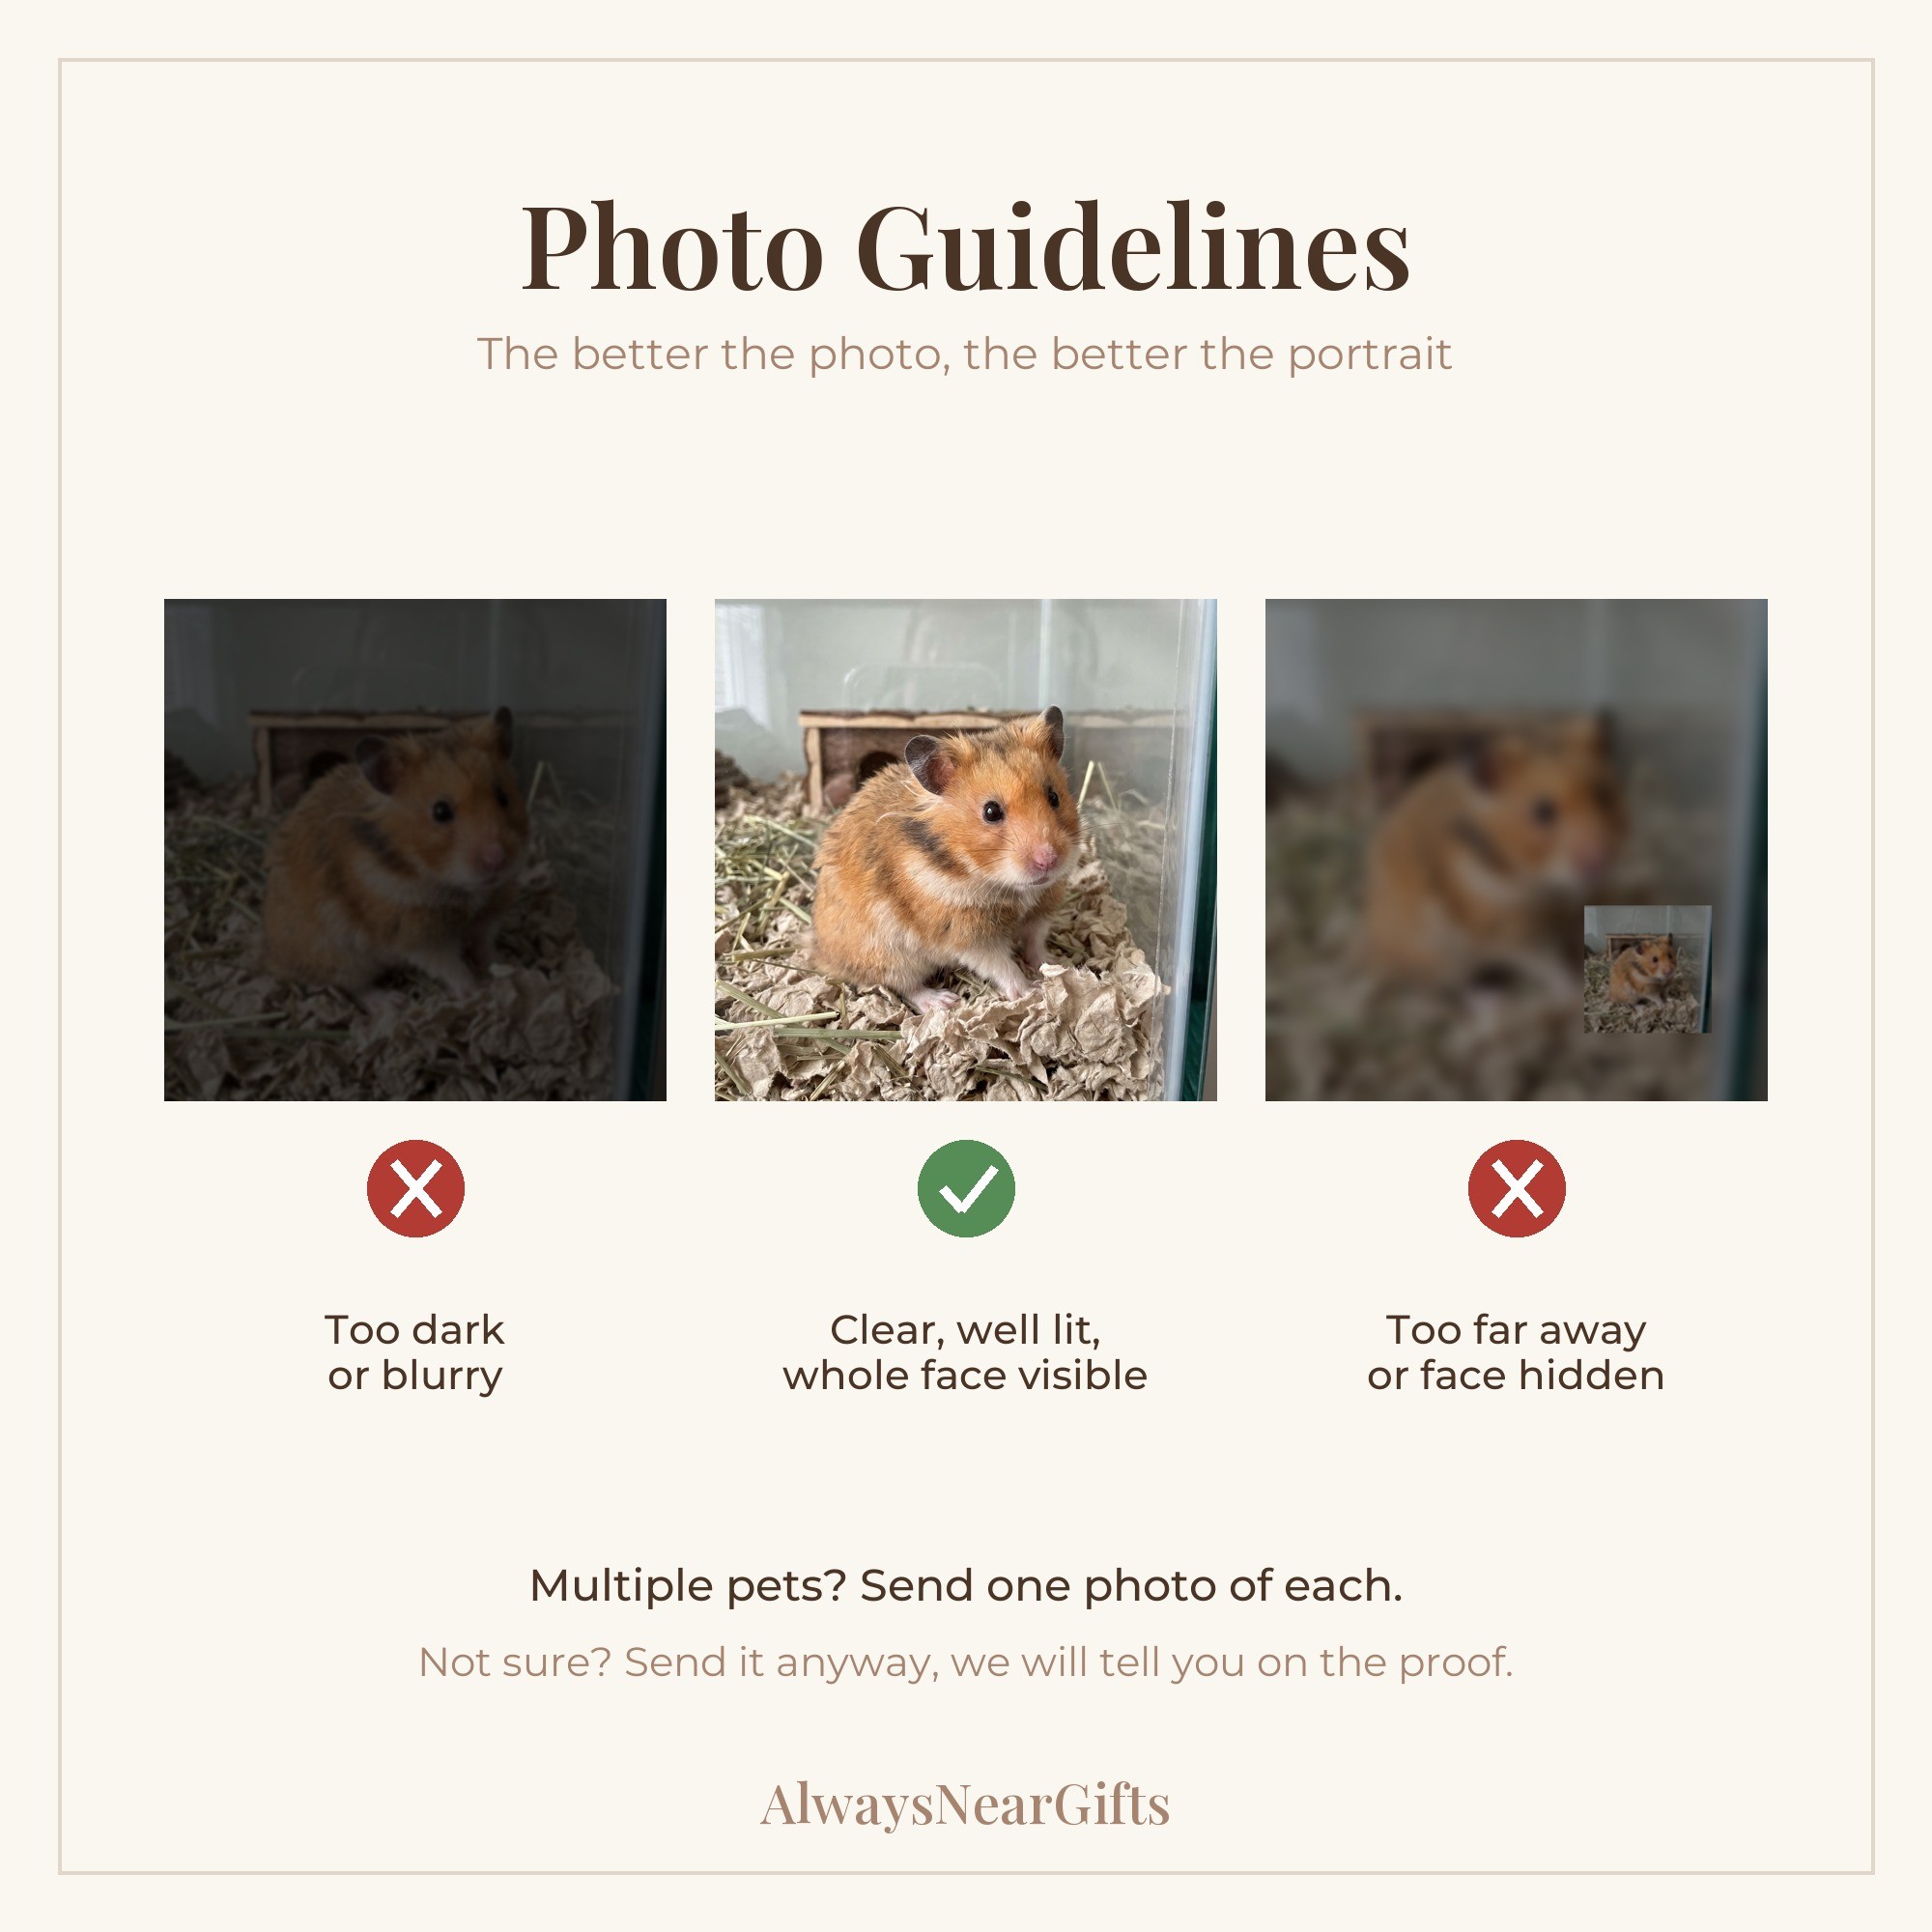 Photo Guidelines
The better the photo, the better the portrait
Too dark
or blurry
Clear, well lit,
whole face visible
Too far away
or face hidden
Multiple pets? Send one photo of each.
Not sure? Send it anyway, we will tell you on the proof.
AlwaysNearGifts